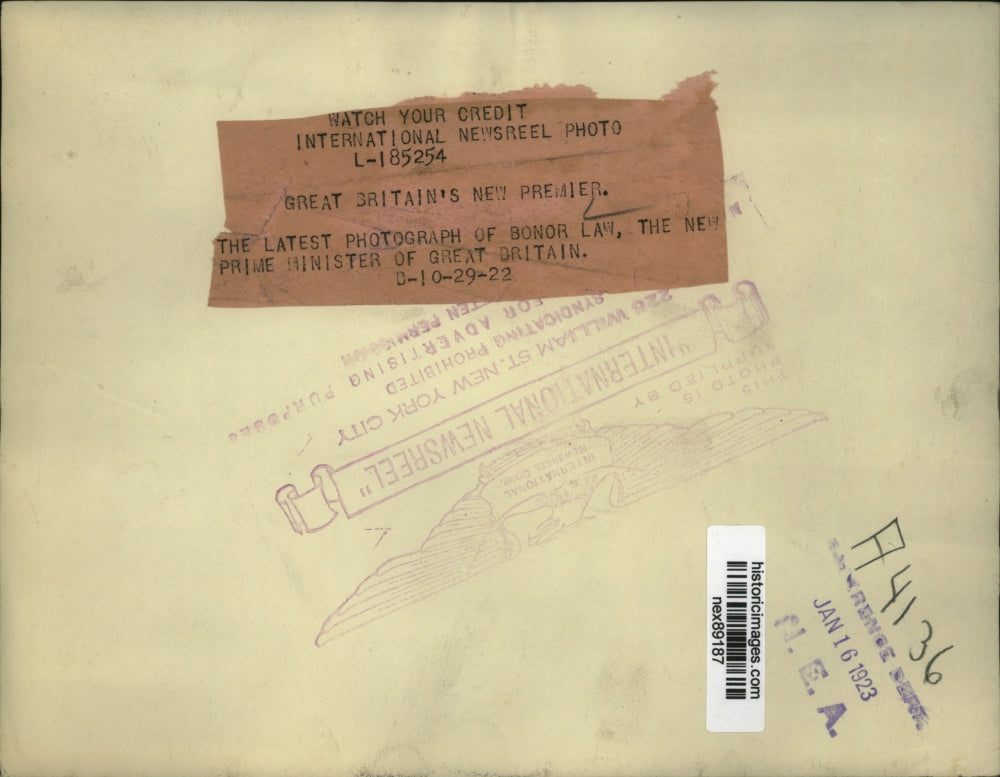 WATCH YOUR CREDIT
INTERNATIONAL NEWSREEL PHOTO
L-185254
GREAT BRITAIN'S NEW PREMIER.
THE LATEST PHOTOGRAPH OF BONOR LAW, THE NEW
PRIME MINISTER OF GREAT BRITAIN.
B-10-29-22
THIS
PHOTO IS
SUPPLIED BY
INTERNATIONAL
NEWSREEL CORP.
"INTERNATIONAL NEWSREEL"
226 WILLIAM ST. NEW YORK CITY
SYNDICATING PROHIBITED
FOR ADVERTISING PURPOSES
TEN PERMISSION
A4136
JAN 16 1923
N. E. A.
historicimages.com
nex89187